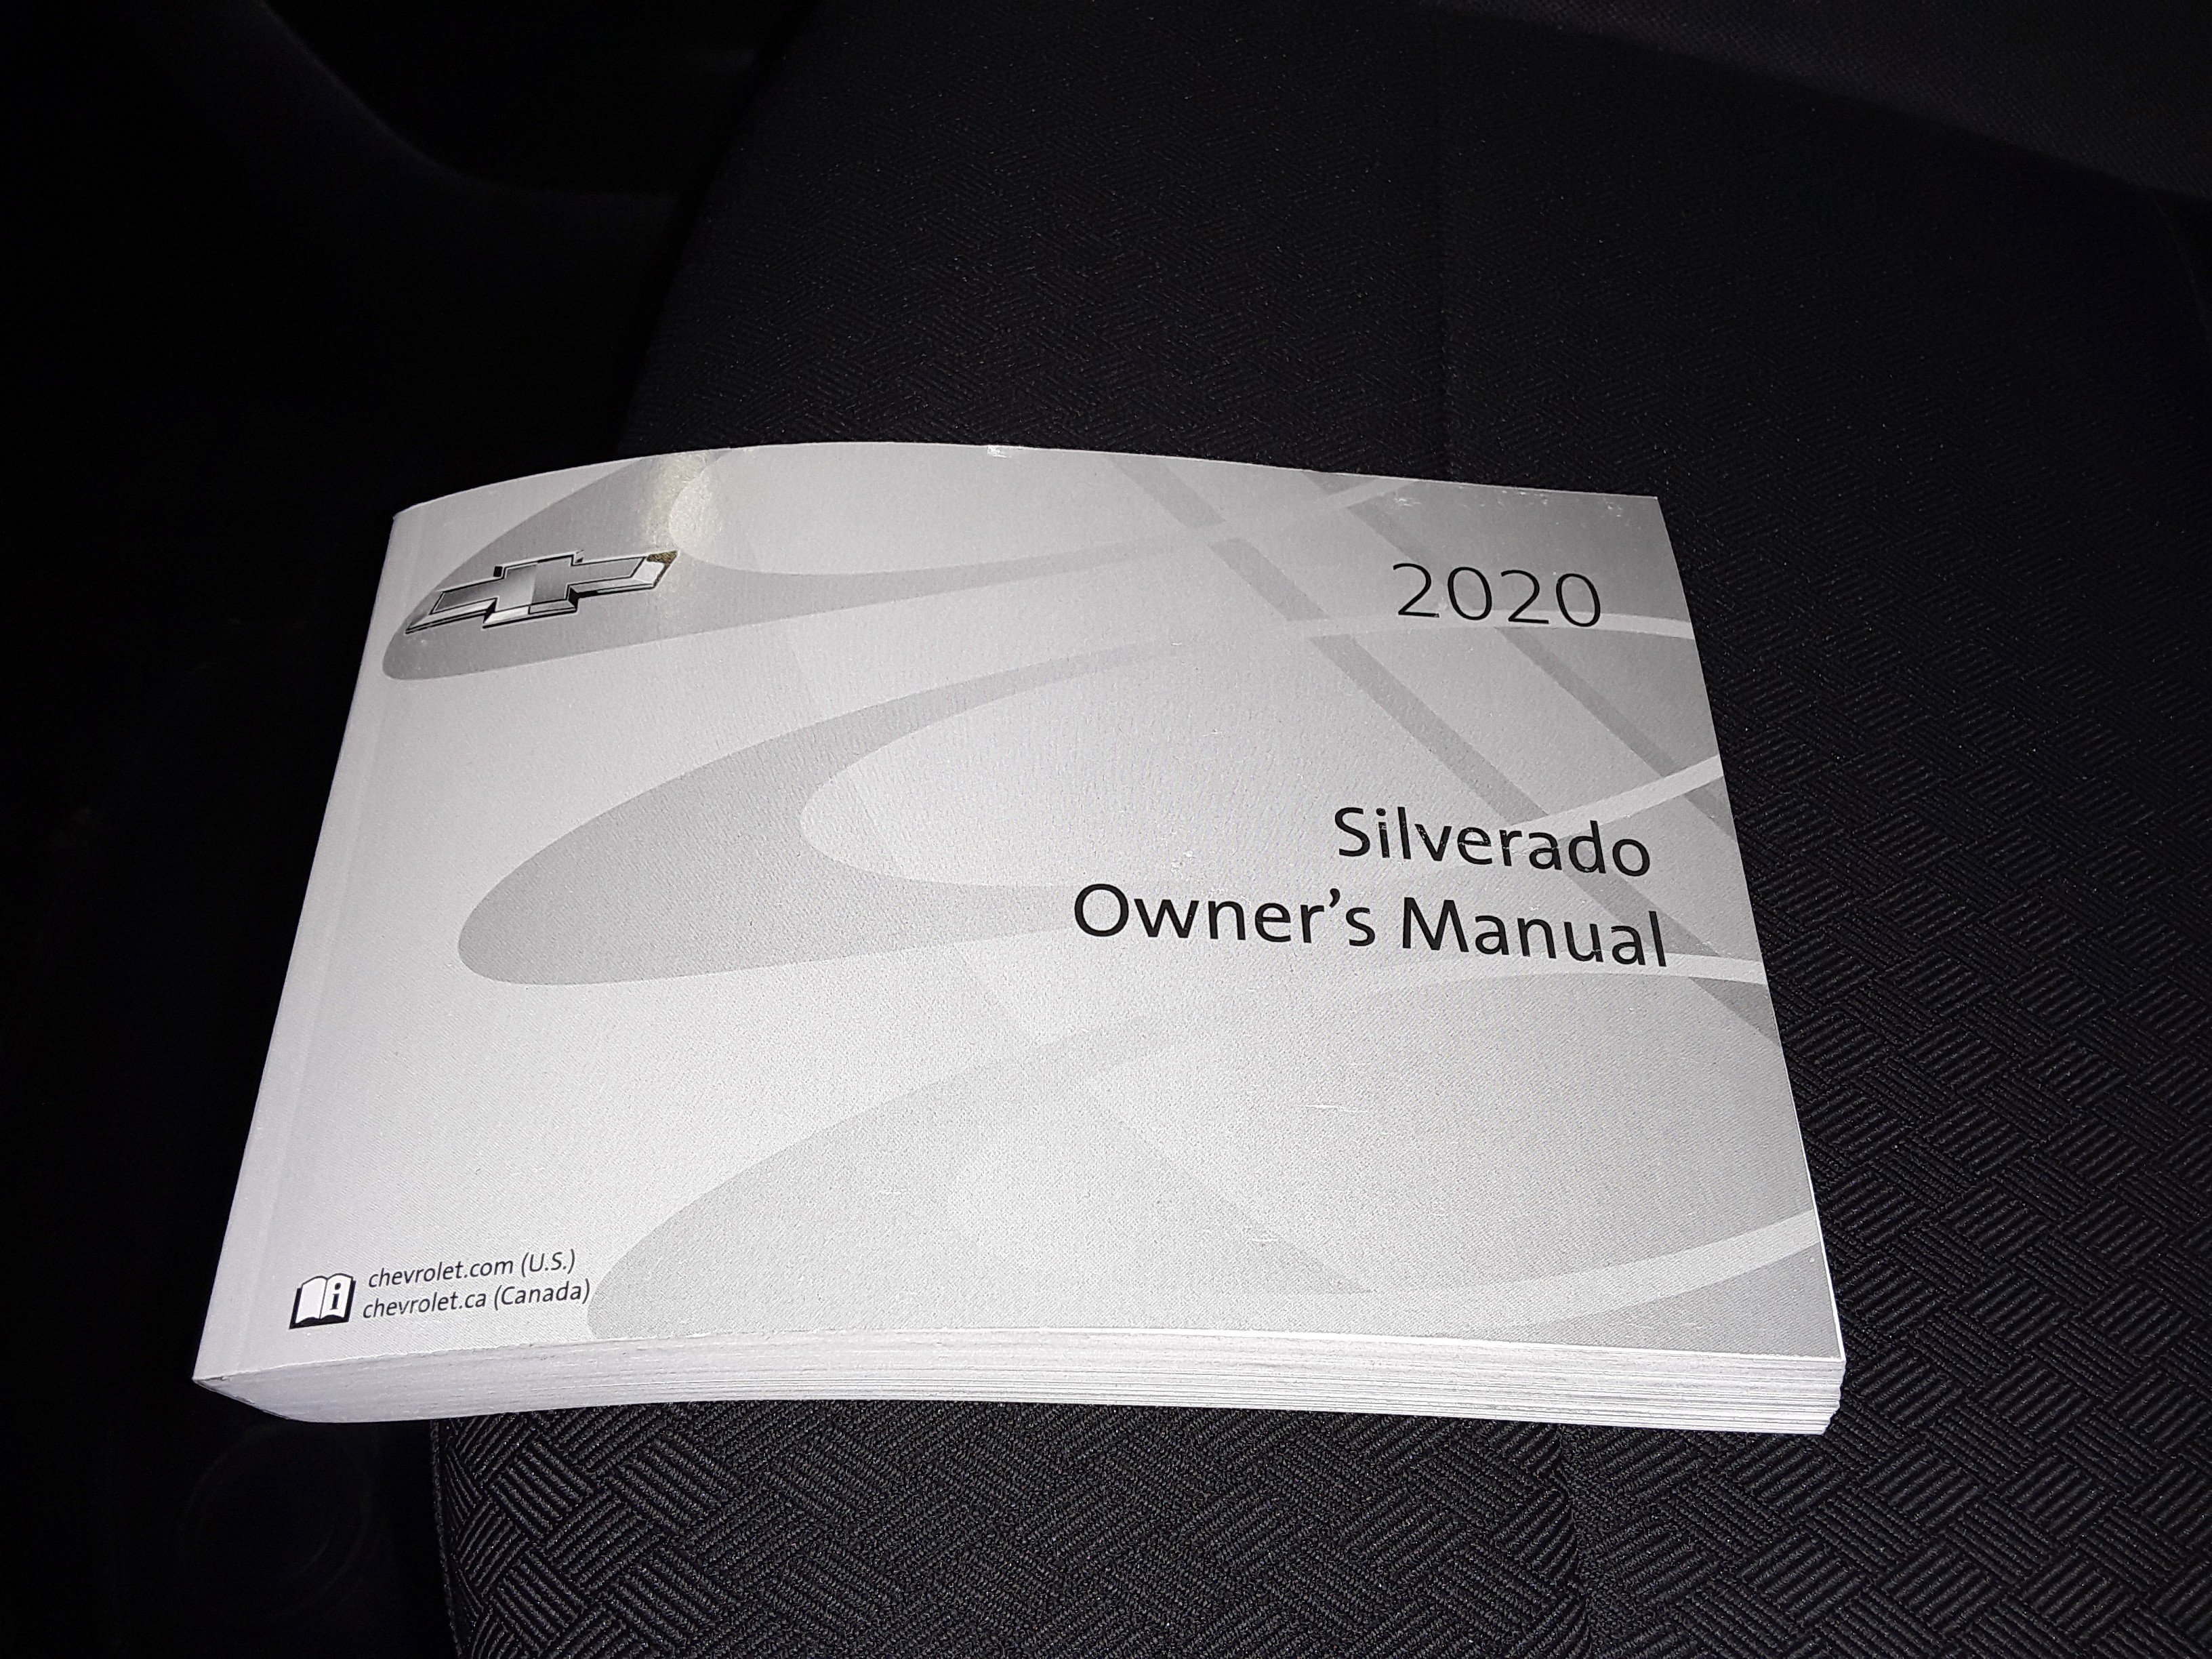 2020
Silverado
Owner's Manual
chevrolet.com (U.S.)
chevrolet.ca (Canada)